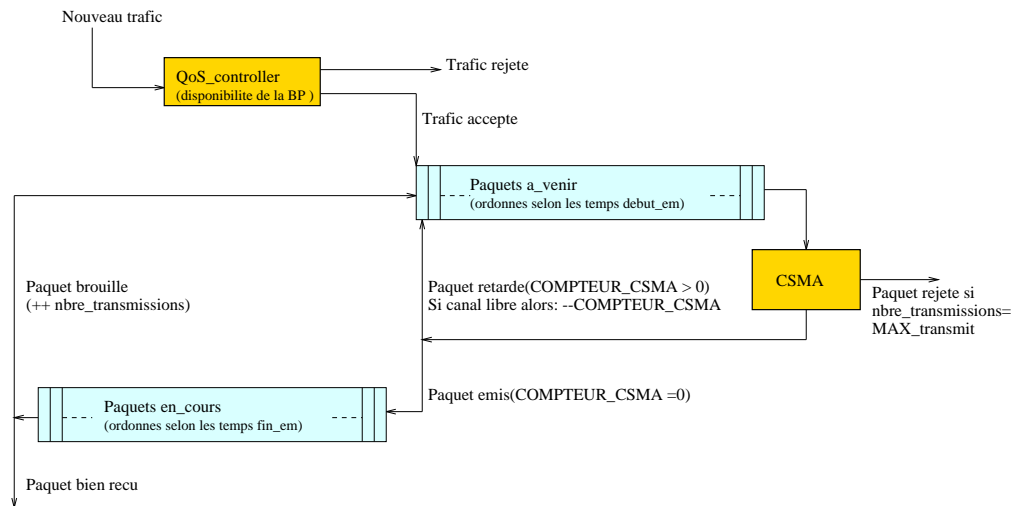 Nouveau trafic
QoS_controller
(disponibilite de la BP )
Trafic rejete
Trafic accepte
Paquets a_venir
(ordonnes selon les temps debut_em)
Paquet brouille
(++ nbre_transmissions)
Paquet retarde(COMPTEUR_CSMA > 0)
Si canal libre alors: --COMPTEUR_CSMA
CSMA
Paquet rejete si
nbre_transmissions=
MAX_transmit
Paquet emis(COMPTEUR_CSMA =0)
Paquets en_cours
(ordonnes selon les temps fin_em)
Paquet bien recu